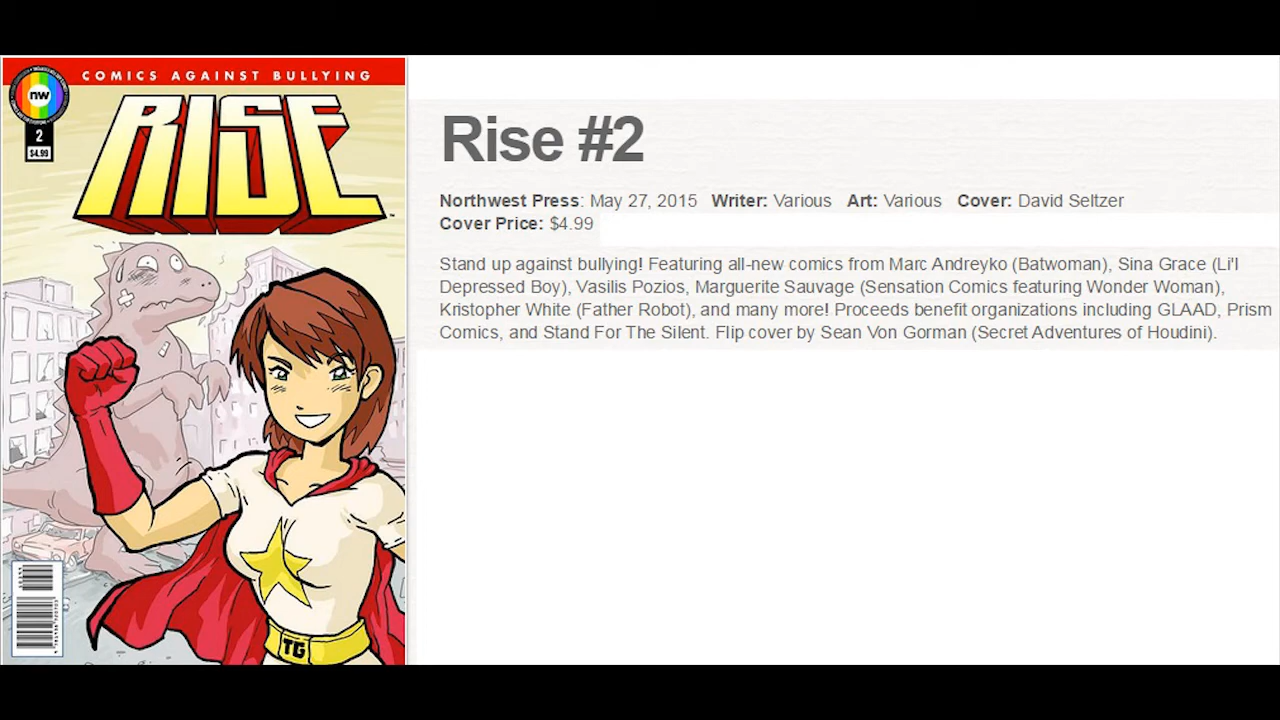 COMICS AGAINST BULLYING
nw
2
$4.99
RISE
TG
Rise #2
Northwest Press: May 27, 2015 Writer: Various Art: Various Cover: David Seltzer
Cover Price: $4.99
Stand up against bullying! Featuring all-new comics from Marc Andreyko (Batwoman), Sina Grace (Li'l
Depressed Boy), Vasilis Pozios, Marguerite Sauvage (Sensation Comics featuring Wonder Woman),
Kristopher White (Father Robot), and many more! Proceeds benefit organizations including GLAAD, Prism
Comics, and Stand For The Silent. Flip cover by Sean Von Gorman (Secret Adventures of Houdini).